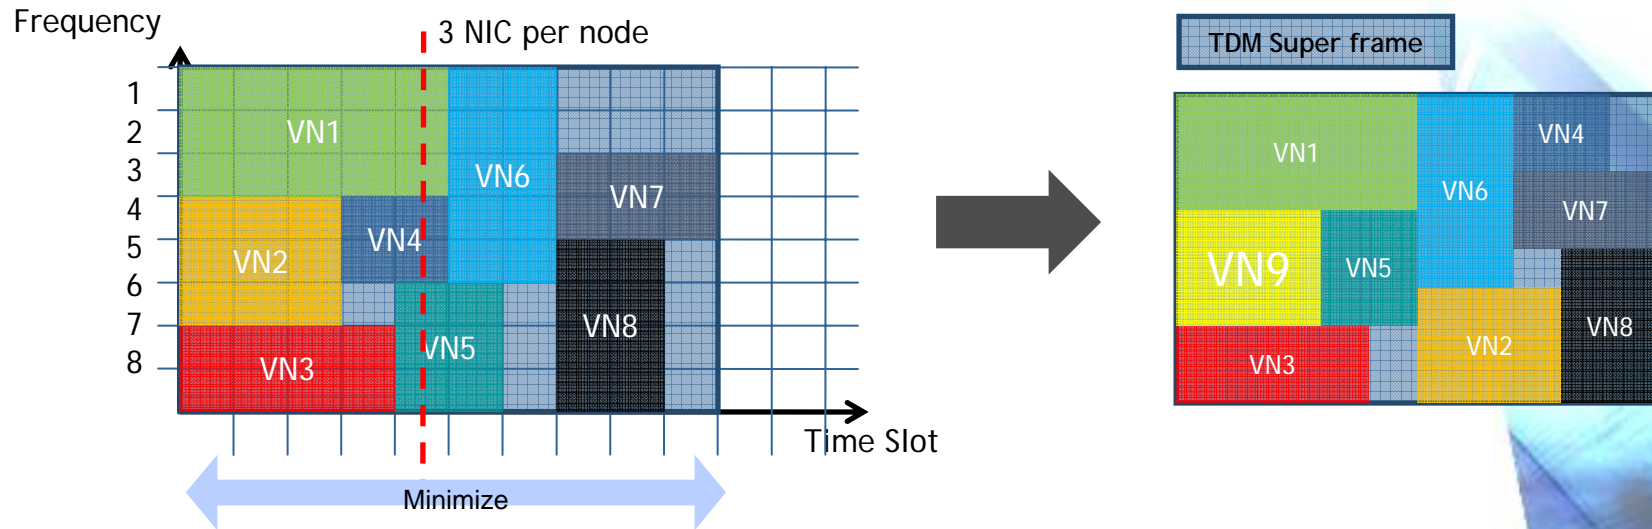 Frequency
3 NIC per node
1
2
3
4
5
6
7
8
VN1
VN6
VN7
VN4
VN2
VN8
VN5
VN3
Time Slot
Minimize
TDM Super frame
VN4
VN1
VN6
VN7
VN9
VN5
VN8
VN2
VN3